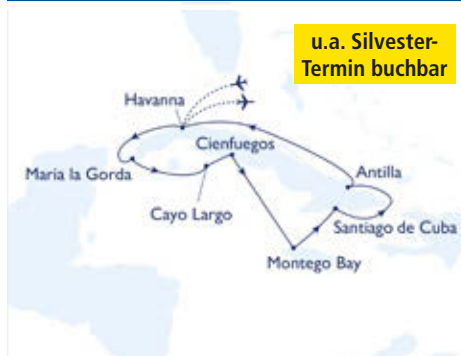 u.a. Silvester-
Termin buchbar
Havanna
Cienfuegos
Maria la Gorda
Antilla
Cayo Largo
Santiago de Cuba
Montego Bay